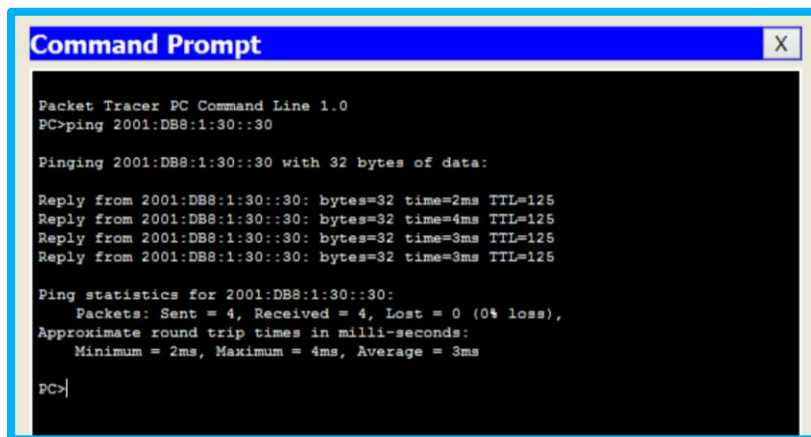 Command Prompt
X
Packet Tracer PC Command Line 1.0
PC>ping 2001:DB8:1:30::30
Pinging 2001:DB8:1:30::30 with 32 bytes of data:
Reply from 2001:DB8:1:30::30: bytes=32 time=2ms TTL=125
Reply from 2001:DB8:1:30::30: bytes=32 time=4ms TTL=125
Reply from 2001:DB8:1:30::30: bytes=32 time=3ms TTL=125
Reply from 2001:DB8:1:30::30: bytes=32 time=3ms TTL=125
Ping statistics for 2001:DB8:1:30::30:
Packets: Sent = 4, Received = 4, Lost = 0 (0% loss),
Approximate round trip times in milli-seconds:
Minimum = 2ms, Maximum = 4ms, Average = 3ms
PC>